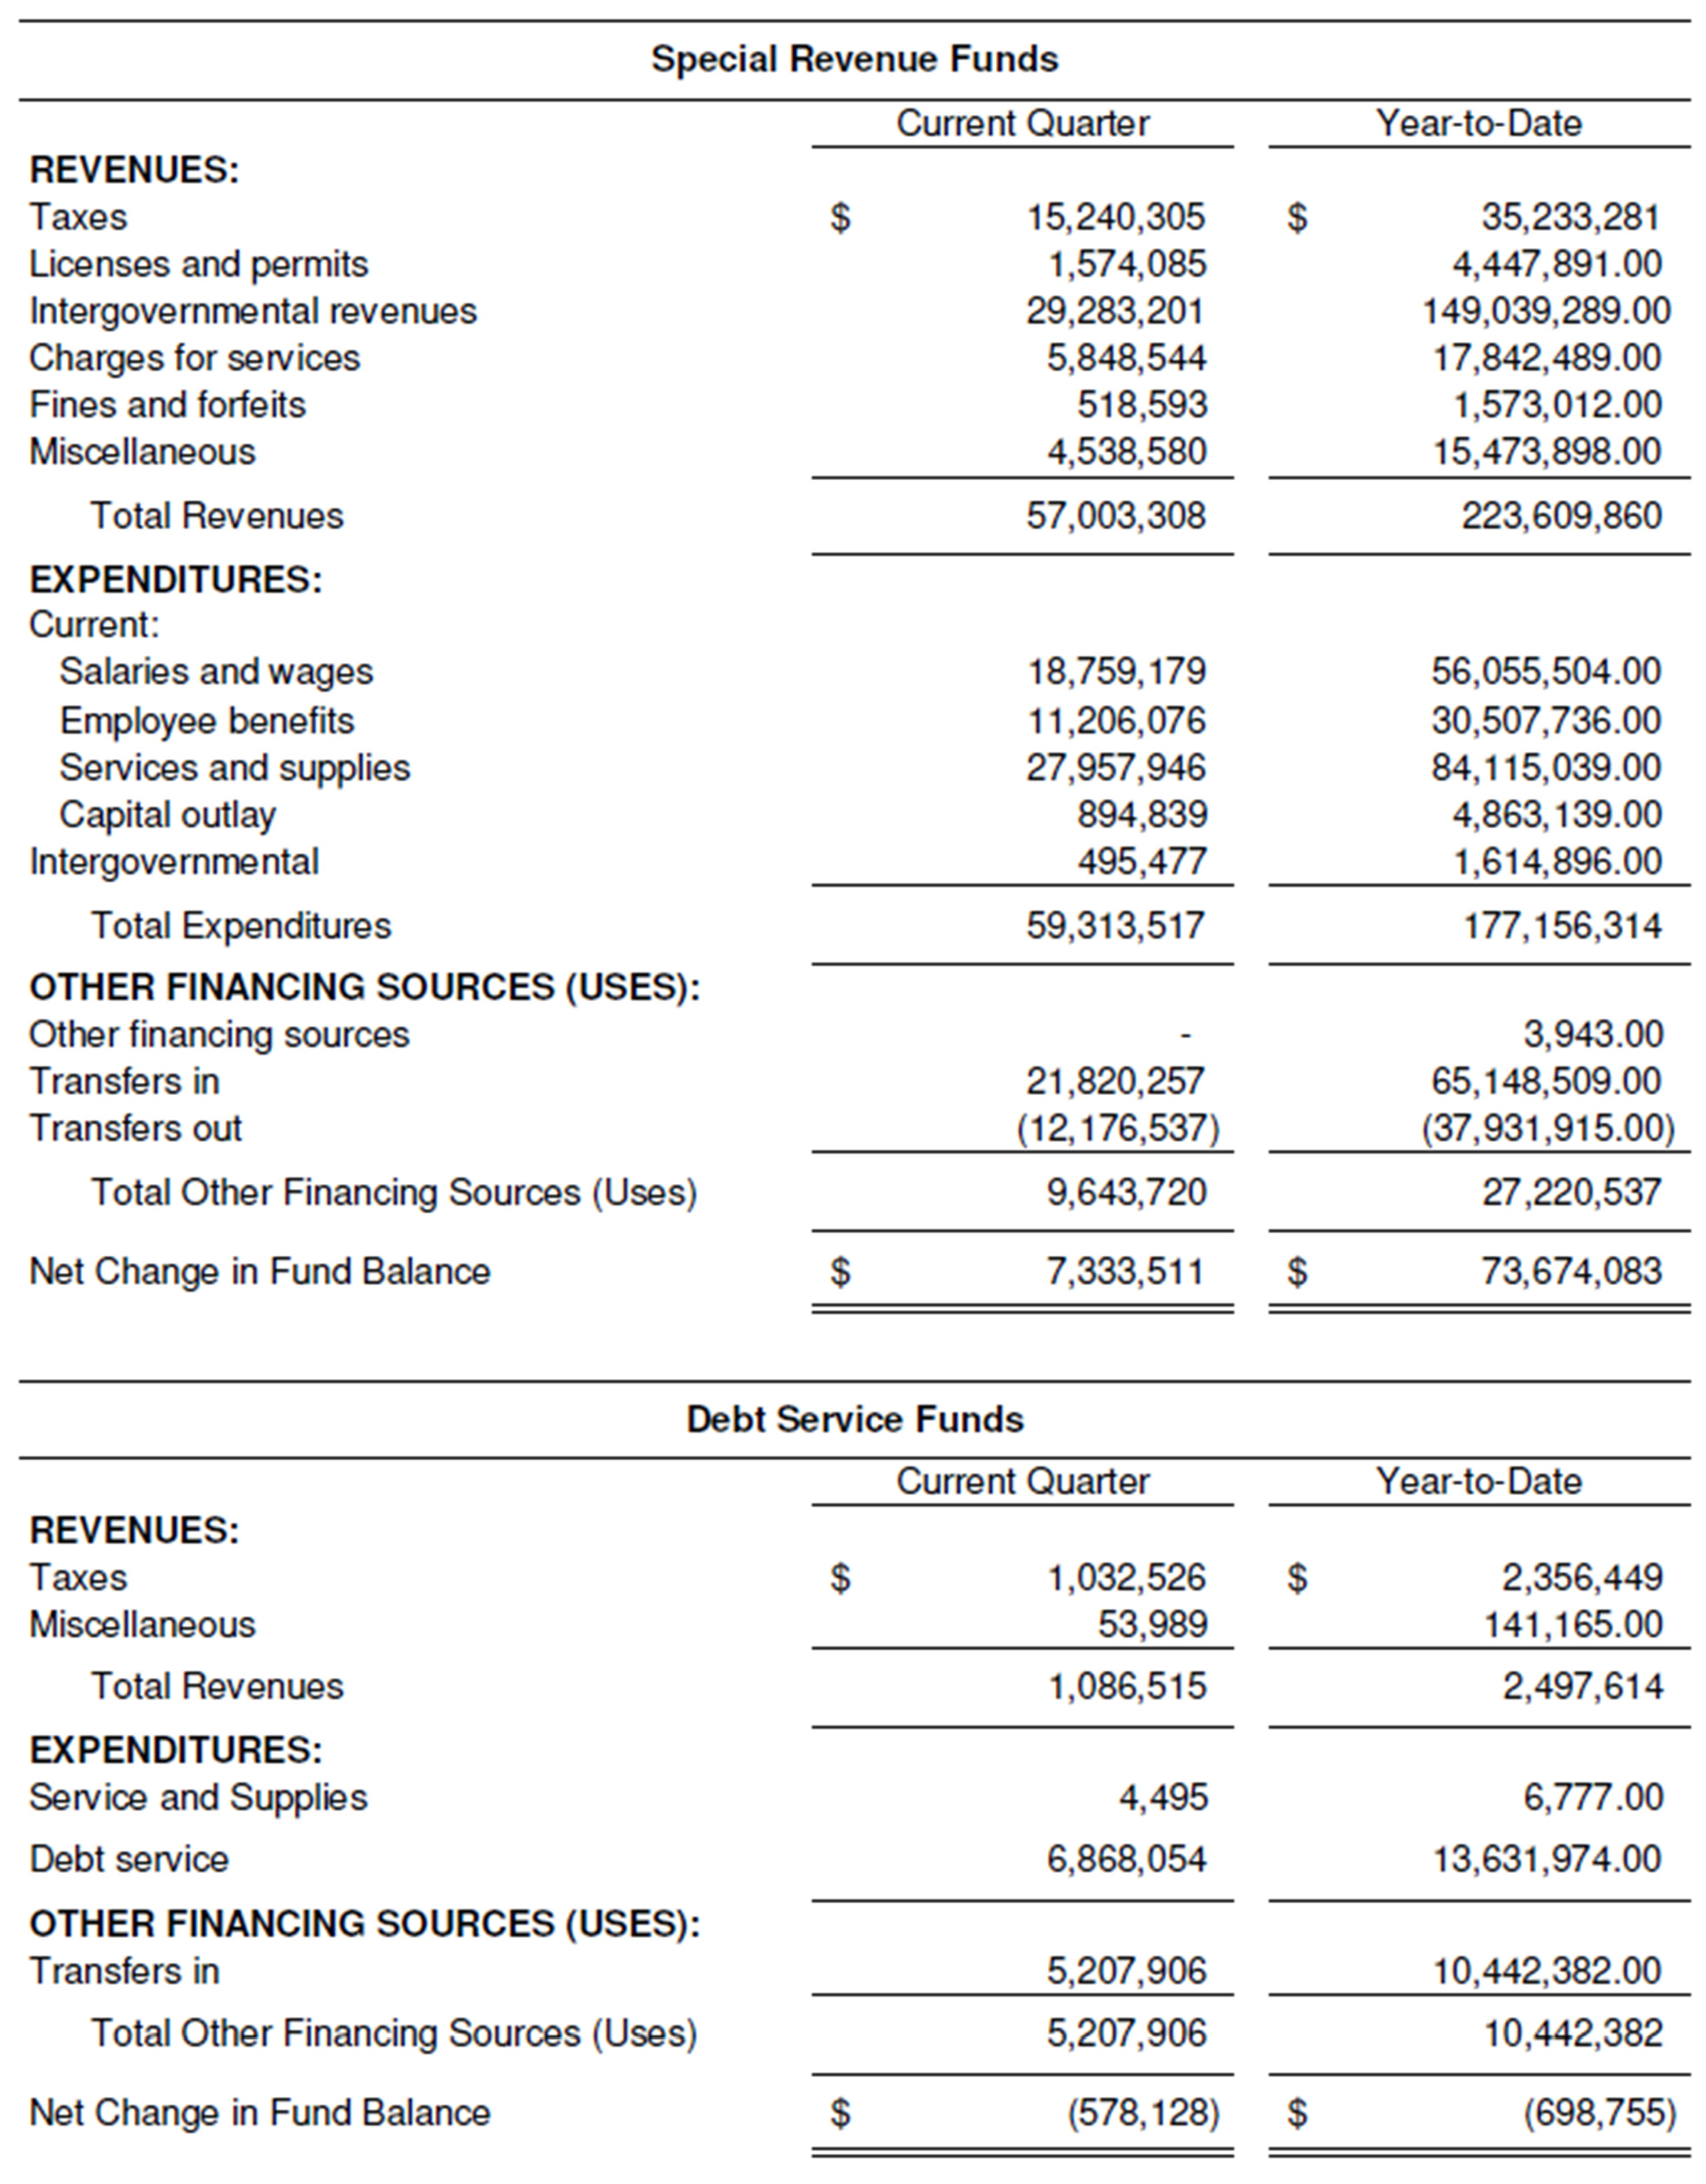 Special Revenue Funds
Current Quarter Year-to-Date
REVENUES:
Taxes $ 15,240,305 $ 35,233,281
Licenses and permits 1,574,085 4,447,891.00
Intergovernmental revenues 29,283,201 149,039,289.00
Charges for services 5,848,544 17,842,489.00
Fines and forfeits 518,593 1,573,012.00
Miscellaneous 4,538,580 15,473,898.00
Total Revenues 57,003,308 223,609,860
EXPENDITURES:
Current:
Salaries and wages 18,759,179 56,055,504.00
Employee benefits 11,206,076 30,507,736.00
Services and supplies 27,957,946 84,115,039.00
Capital outlay 894,839 4,863,139.00
Intergovernmental 495,477 1,614,896.00
Total Expenditures 59,313,517 177,156,314
OTHER FINANCING SOURCES (USES):
Other financing sources - 3,943.00
Transfers in 21,820,257 65,148,509.00
Transfers out (12,176,537) (37,931,915.00)
Total Other Financing Sources (Uses) 9,643,720 27,220,537
Net Change in Fund Balance $ 7,333,511 $ 73,674,083
Debt Service Funds
Current Quarter Year-to-Date
REVENUES:
Taxes $ 1,032,526 $ 2,356,449
Miscellaneous 53,989 141,165.00
Total Revenues 1,086,515 2,497,614
EXPENDITURES:
Service and Supplies 4,495 6,777.00
Debt service 6,868,054 13,631,974.00
OTHER FINANCING SOURCES (USES):
Transfers in 5,207,906 10,442,382.00
Total Other Financing Sources (Uses) 5,207,906 10,442,382
Net Change in Fund Balance $ (578,128) $ (698,755)